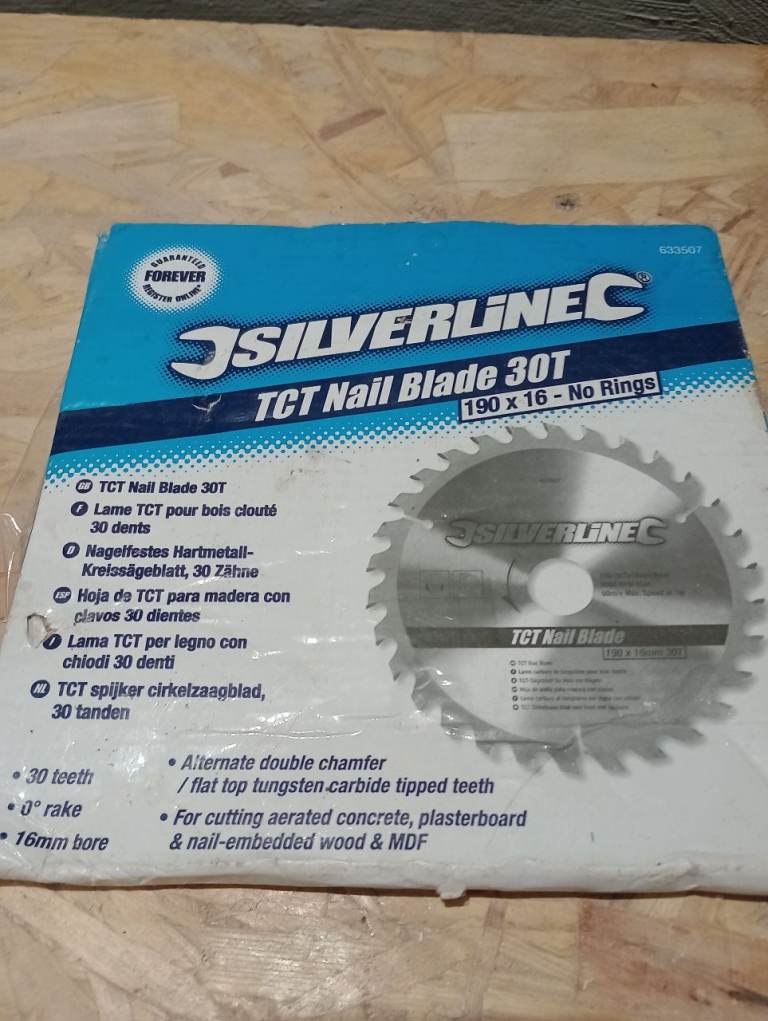 633507
GUARANTEED
FOREVER
REGISTER ONLINE*
SILVERLINE®
TCT Nail Blade 30T
190 x 16 - No Rings
GB TCT Nail Blade 30T
F Lame TCT pour bois clouté
30 dents
D Nagelfestes Hartmetall-
Kreissägeblatt, 30 Zähne
ESP Hoja de TCT para madera con
clavos 30 dientes
I Lama TCT per legno con
chiodi 30 denti
NL TCT spijker cirkelzaagblad,
30 tanden
SILVERLINE
TCT Nail Blade
190 x 16mm 30T
TCT Nail Blade
• 30 teeth
• 0° rake
• 16mm bore
• Alternate double chamfer
/ flat top tungsten carbide tipped teeth
• For cutting aerated concrete, plasterboard
& nail-embedded wood & MDF